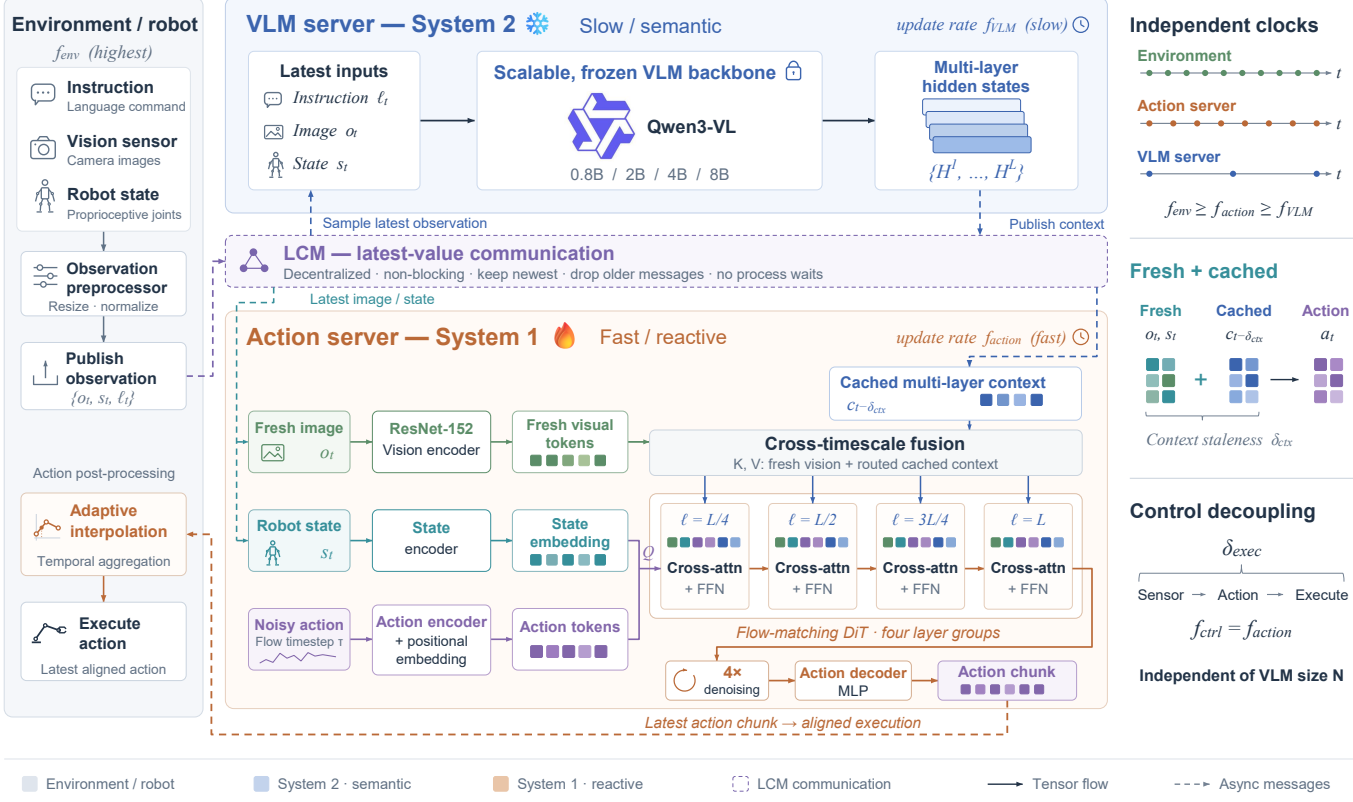 Environment / robot
f_env (highest)
Instruction
Language command
Vision sensor
Camera images
Robot state
Proprioceptive joints
Observation
preprocessor
Resize · normalize
Publish
observation
{o_t, s_t, ℓ_t}
Action post-processing
Adaptive
interpolation
Temporal aggregation
Execute
action
Latest aligned action
VLM server — System 2
Slow / semantic
update rate f_VLM (slow)
Latest inputs
Instruction ℓ_t
Image o_t
State s_t
Scalable, frozen VLM backbone
Qwen3-VL
0.8B / 2B / 4B / 8B
Multi-layer
hidden states
{H^1, ..., H^L}
Sample latest observation
Publish context
LCM — latest-value communication
Decentralized · non-blocking · keep newest · drop older messages · no process waits
Latest image / state
Action server — System 1
Fast / reactive
update rate f_action (fast)
Cached multi-layer context
c_t−δ_ctx
Fresh image
o_t
ResNet-152
Vision encoder
Fresh visual
tokens
Cross-timescale fusion
K, V: fresh vision + routed cached context
Robot state
s_t
State
encoder
State
embedding
Q
ℓ = L/4
Cross-attn
+ FFN
ℓ = L/2
Cross-attn
+ FFN
ℓ = 3L/4
Cross-attn
+ FFN
ℓ = L
Cross-attn
+ FFN
Noisy action
Flow timestep τ
Action encoder
+ positional
embedding
Action tokens
Flow-matching DiT · four layer groups
4×
denoising
Action decoder
MLP
Action chunk
Latest action chunk → aligned execution
Independent clocks
Environment
t
Action server
t
VLM server
t
f_env ≥ f_action ≥ f_VLM
Fresh + cached
Fresh
Cached
Action
o_t, s_t
c_t−δ_ctx
a_t
+
Context staleness δ_ctx
Control decoupling
δ_exec
Sensor → Action → Execute
f_ctrl = f_action
Independent of VLM size N
Environment / robot
System 2 · semantic
System 1 · reactive
LCM communication
Tensor flow
Async messages